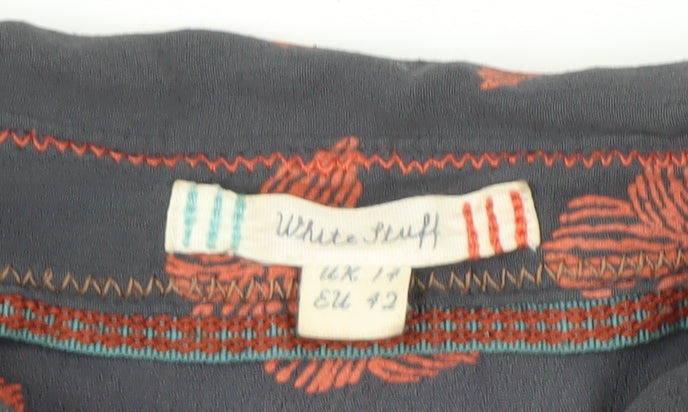 White Stuff
UK 14
EU 42